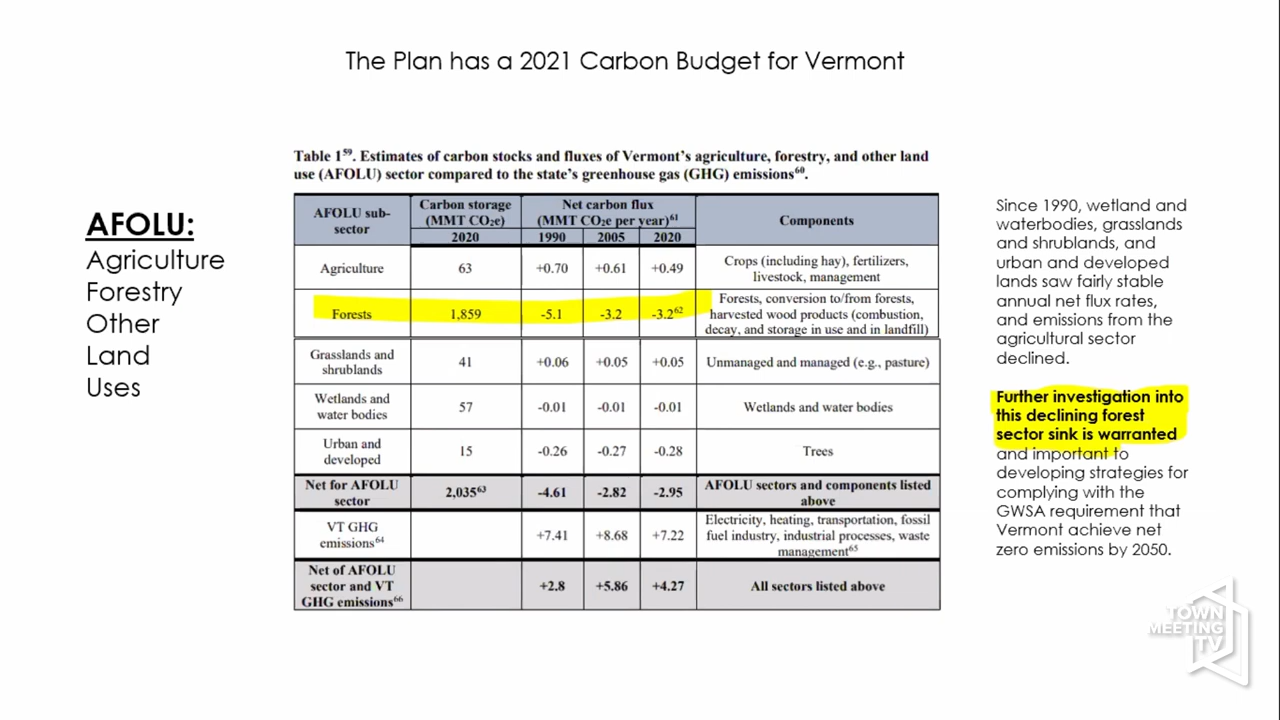 The Plan has a 2021 Carbon Budget for Vermont
AFOLU:
Agriculture
Forestry
Other
Land
Uses
Table 1⁵⁹. Estimates of carbon stocks and fluxes of Vermont's agriculture, forestry, and other land
use (AFOLU) sector compared to the state's greenhouse gas (GHG) emissions⁶⁰.
AFOLU sub-
sector
Carbon storage
(MMT CO₂e)
2020
Net carbon flux
(MMT CO₂e per year)⁶¹
1990 2005 2020
Components
Agriculture 63 +0.70 +0.61 +0.49
Crops (including hay), fertilizers,
livestock, management
Forests 1,859 -5.1 -3.2 -3.2⁶²
Forests, conversion to/from forests,
harvested wood products (combustion,
decay, and storage in use and in landfill)
Grasslands and
shrublands
41 +0.06 +0.05 +0.05 Unmanaged and managed (e.g., pasture)
Wetlands and
water bodies
57 -0.01 -0.01 -0.01 Wetlands and water bodies
Urban and
developed
15 -0.26 -0.27 -0.28 Trees
Net for AFOLU
sector
2,035⁶³ -4.61 -2.82 -2.95
AFOLU sectors and components listed
above
VT GHG
emissions⁶⁴
+7.41 +8.68 +7.22
Electricity, heating, transportation, fossil
fuel industry, industrial processes, waste
management⁶⁵
Net of AFOLU
sector and VT
GHG emissions⁶⁶
+2.8 +5.86 +4.27 All sectors listed above
Since 1990, wetland and
waterbodies, grasslands
and shrublands, and
urban and developed
lands saw fairly stable
annual net flux rates,
and emissions from the
agricultural sector
declined.
Further investigation into
this declining forest
sector sink is warranted
and important to
developing strategies for
complying with the
GWSA requirement that
Vermont achieve net
zero emissions by 2050.
TOWN
MEETING
TV